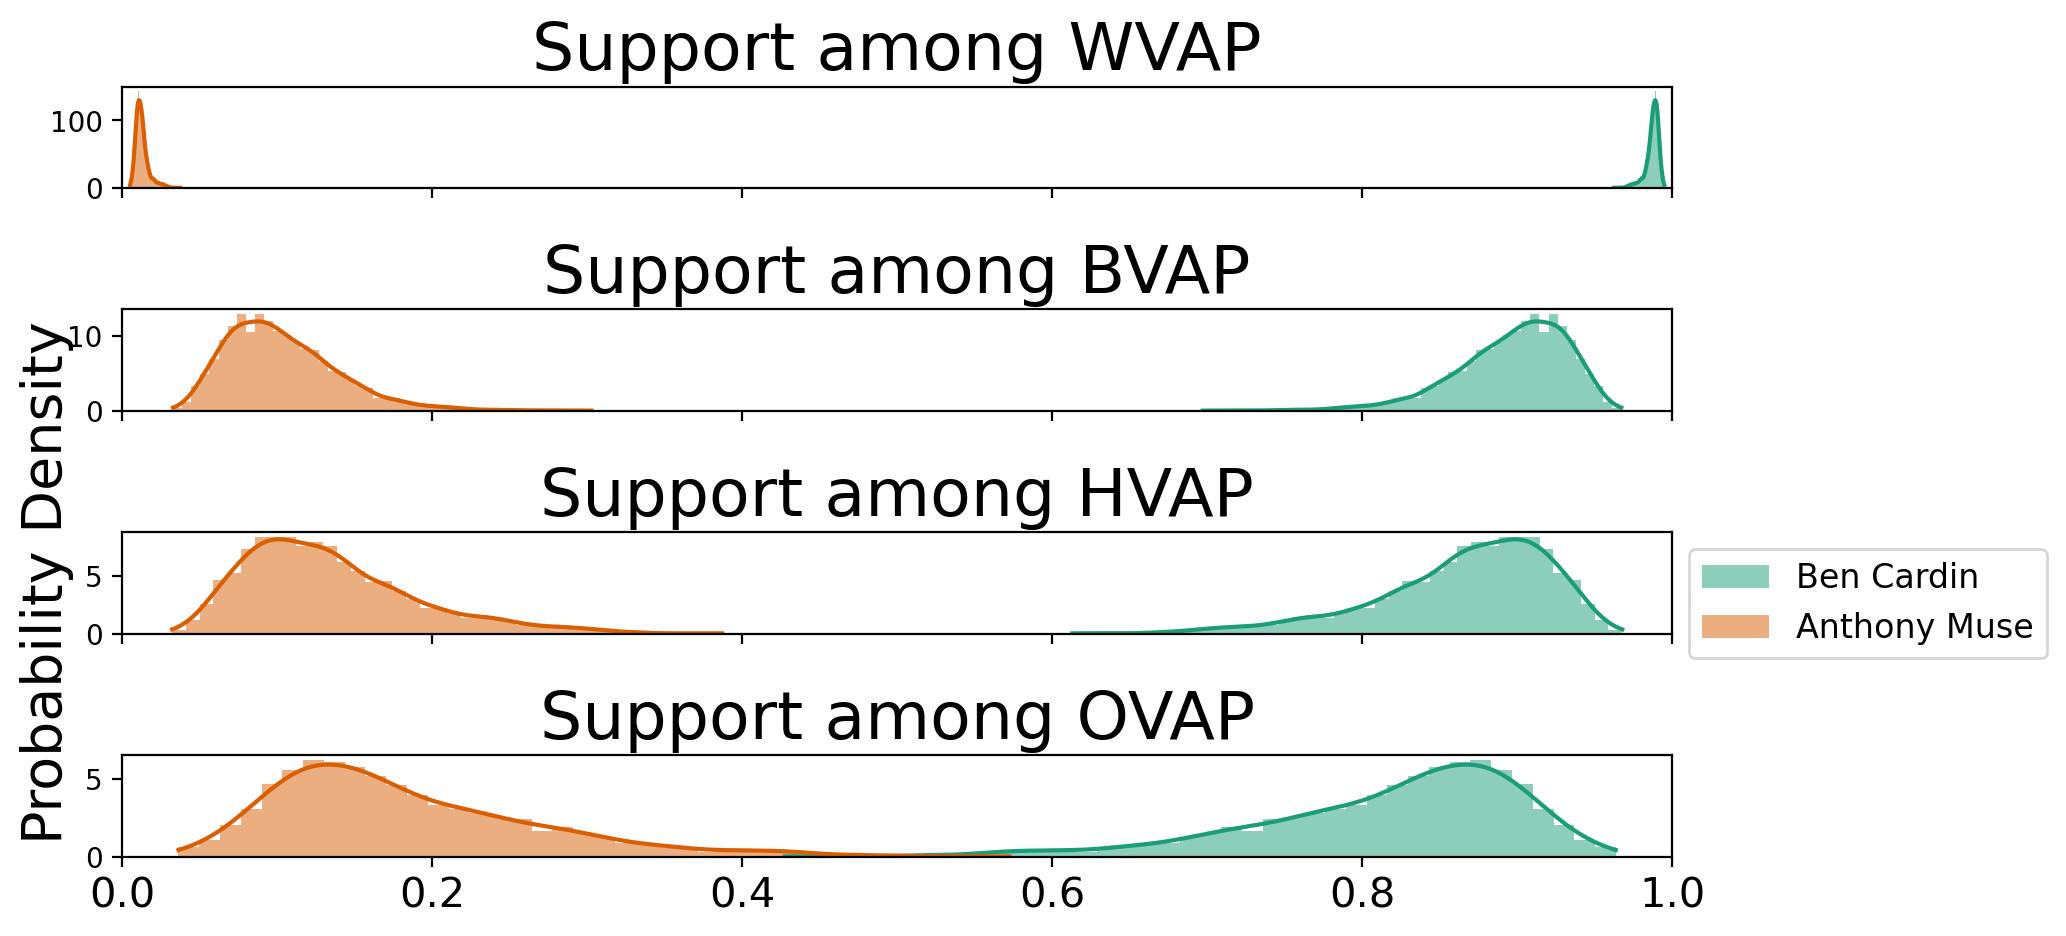 Support among WVAP
100
0
Support among BVAP
10
0
Support among HVAP
5
0
Support among OVAP
5
0
0.0 0.2 0.4 0.6 0.8 1.0
Probability Density
Ben Cardin
Anthony Muse